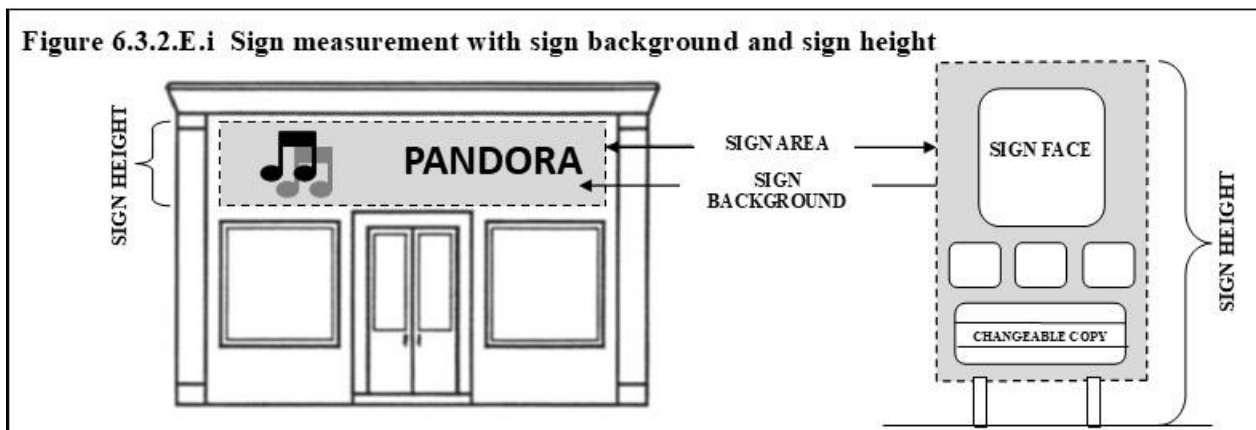 Figure 6.3.2.E.i Sign measurement with sign background and sign height
SIGN HEIGHT
PANDORA
SIGN AREA
SIGN
BACKGROUND
SIGN FACE
CHANGEABLE COPY
SIGN HEIGHT